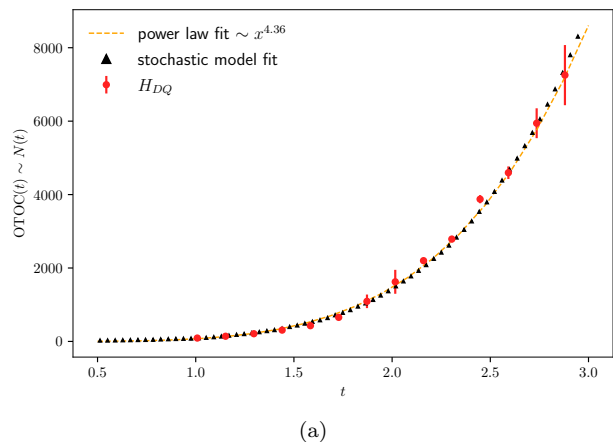 power law fit ∼ x^4.36
stochastic model fit
H_DQ
OTOC(t) ∼ N(t)
8000
6000
4000
2000
0
0.5 1.0 1.5 2.0 2.5 3.0
t
(a)